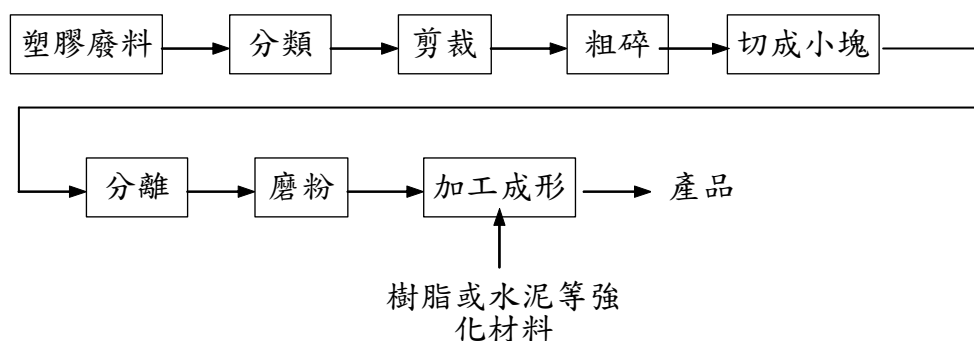 塑膠廢料
分類
剪裁
粗碎
切成小塊
分離
磨粉
加工成形
產品
樹脂或水泥等強
化材料